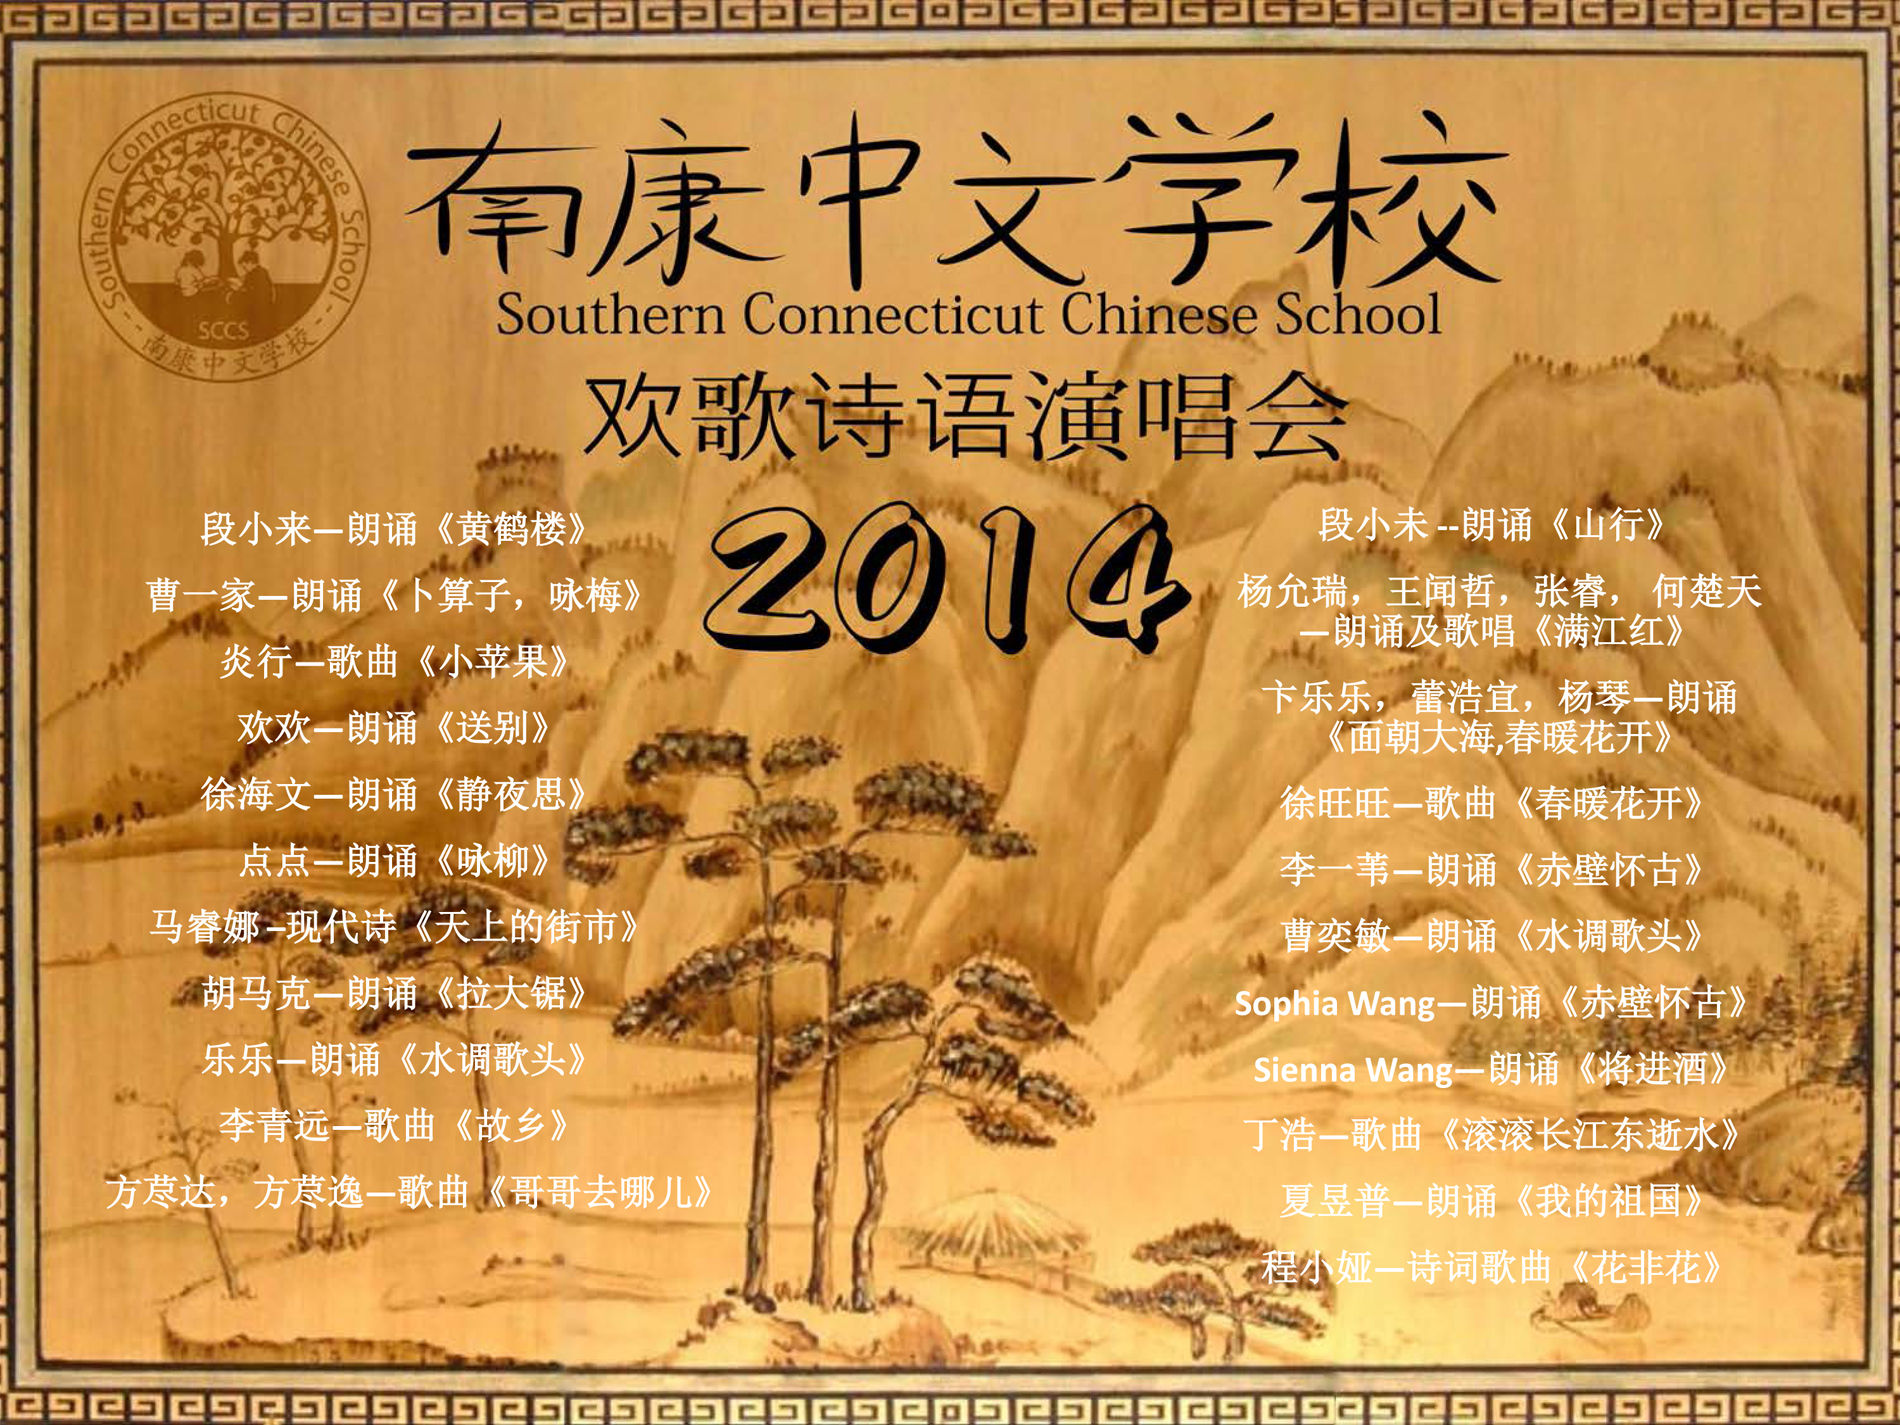 Southern Connecticut Chinese School
SCCS
南康中文学校
南康中文学校
Southern Connecticut Chinese School
欢歌诗语演唱会
2014
段小来—朗诵《黄鹤楼》
曹一家—朗诵《卜算子，咏梅》
炎行—歌曲《小苹果》
欢欢—朗诵《送别》
徐海文—朗诵《静夜思》
点点—朗诵《咏柳》
马睿娜 –现代诗《天上的街市》
胡马克—朗诵《拉大锯》
乐乐—朗诵《水调歌头》
李青远—歌曲《故乡》
方荩达，方荩逸—歌曲《哥哥去哪儿》
段小未 --朗诵《山行》
杨允瑞，王闻哲，张睿， 何楚天
—朗诵及歌唱《满江红》
卞乐乐，蕾浩宜，杨琴—朗诵
《面朝大海,春暖花开》
徐旺旺—歌曲《春暖花开》
李一苇—朗诵《赤壁怀古》
曹奕敏—朗诵《水调歌头》
Sophia Wang—朗诵《赤壁怀古》
Sienna Wang—朗诵《将进酒》
丁浩—歌曲《滚滚长江东逝水》
夏昱普—朗诵《我的祖国》
程小娅—诗词歌曲《花非花》